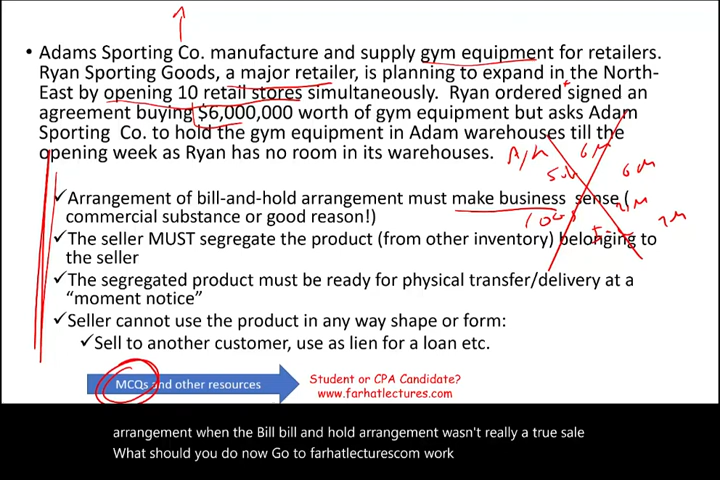 • Adams Sporting Co. manufacture and supply gym equipment for retailers.
Ryan Sporting Goods, a major retailer, is planning to expand in the North-
East by opening 10 retail stores simultaneously.  Ryan ordered signed an
agreement buying $6,000,000 worth of gym equipment but asks Adam
Sporting Co. to hold the gym equipment in Adam warehouses till the
opening week as Ryan has no room in its warehouses.
A/R 6M
Sales 6M
✓Arrangement of bill-and-hold arrangement must make business sense (
commercial substance or good reason!)
✓The seller MUST segregate the product (from other inventory) belonging to
the seller
✓The segregated product must be ready for physical transfer/delivery at a
“moment notice”
✓Seller cannot use the product in any way shape or form:
✓Sell to another customer, use as lien for a loan etc.
MCQs and other resources
Student or CPA Candidate?
www.farhatlectures.com
arrangement when the Bill bill and hold arrangement wasn't really a true sale
What should you do now Go to farhatlecturescom work